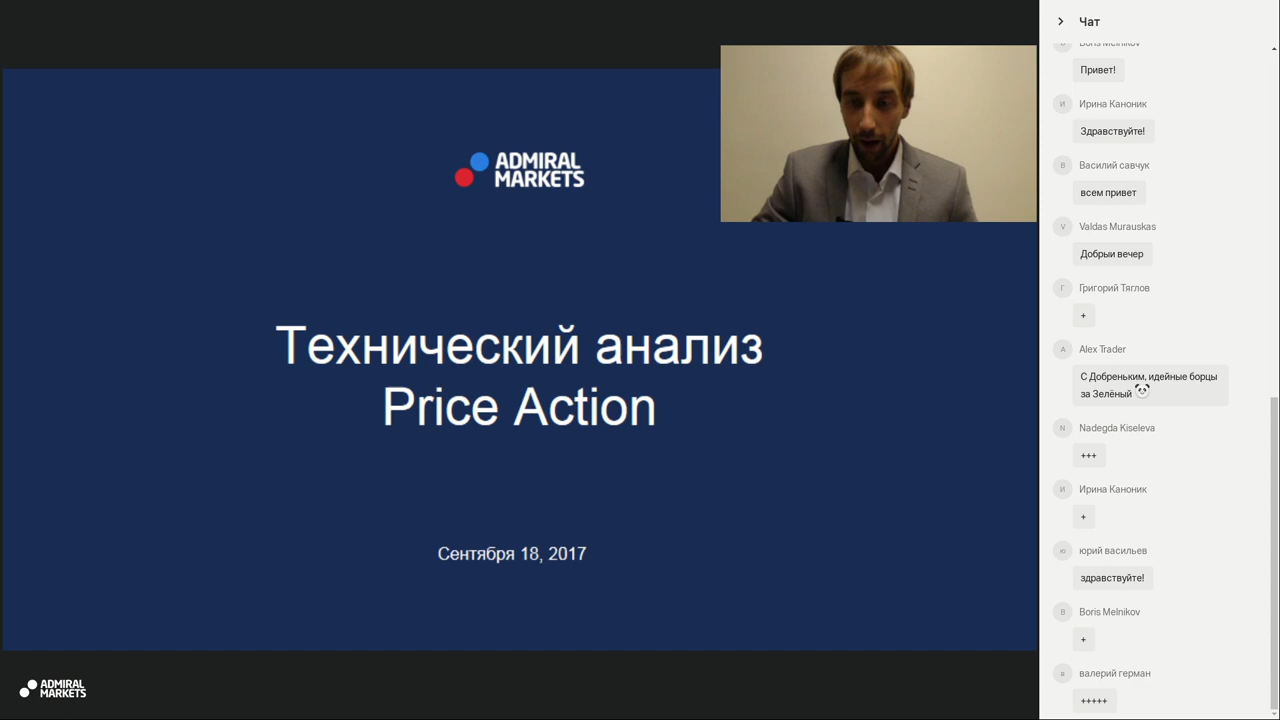 ADMIRAL
MARKETS
Технический анализ
Price Action
Сентября 18, 2017
ADMIRAL
MARKETS
Чат
Boris Melnikov
Привет!
И
Ирина Каноник
Здравствуйте!
В
Василий савчук
всем привет
V
Valdas Murauskas
Добрыи вечер
Г
Григорий Тяглов
+
A
Alex Trader
С Добреньким, идейные борцы
за Зелёный
N
Nadegda Kiseleva
+++
И
Ирина Каноник
+
ю
юрий васильев
здравствуйте!
B
Boris Melnikov
+
в
валерий герман
+++++